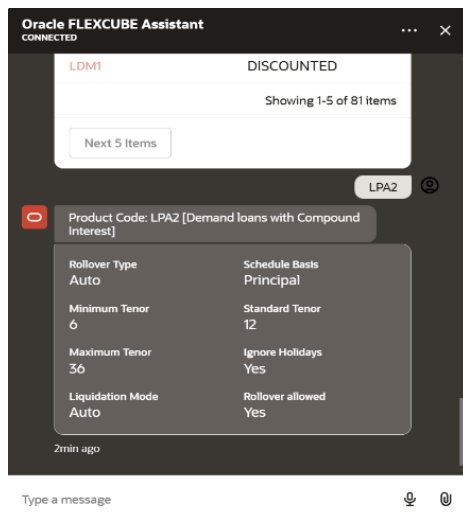 Oracle FLEXCUBE Assistant
CONNECTED
LDM1 DISCOUNTED
Showing 1-5 of 81 items
Next 5 Items
LPA2
Product Code: LPA2 [Demand loans with Compound
Interest]
Rollover Type Schedule Basis
Auto Principal
Minimum Tenor Standard Tenor
6 12
Maximum Tenor Ignore Holidays
36 Yes
Liquidation Mode Rollover allowed
Auto Yes
2min ago
Type a message